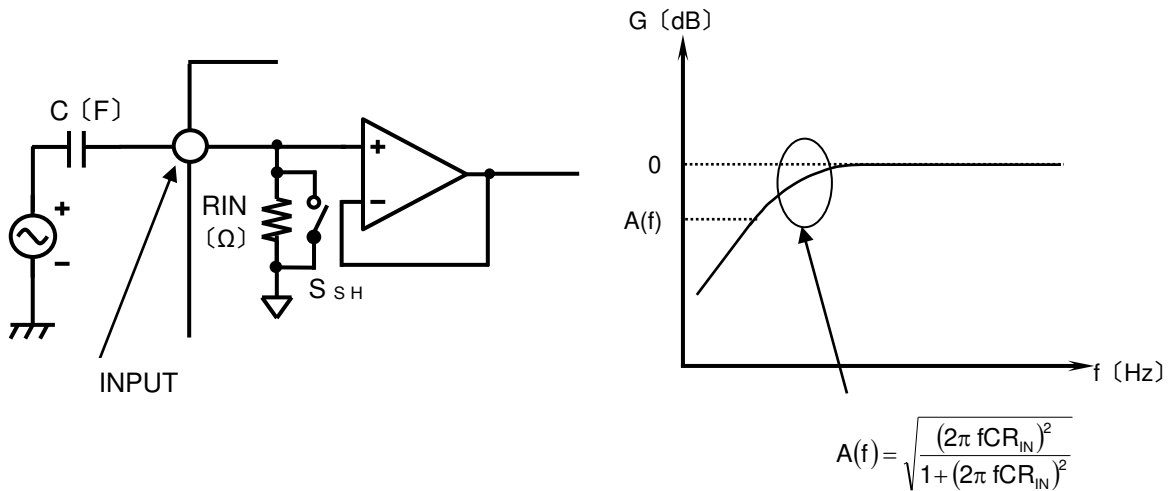 C〔F〕
+
−
INPUT
RIN
〔Ω〕
S SH
+
−
G〔dB〕
0
A(f)
f〔Hz〕
A(f) = √((2π fCR_IN)² / (1 + (2π fCR_IN)²))